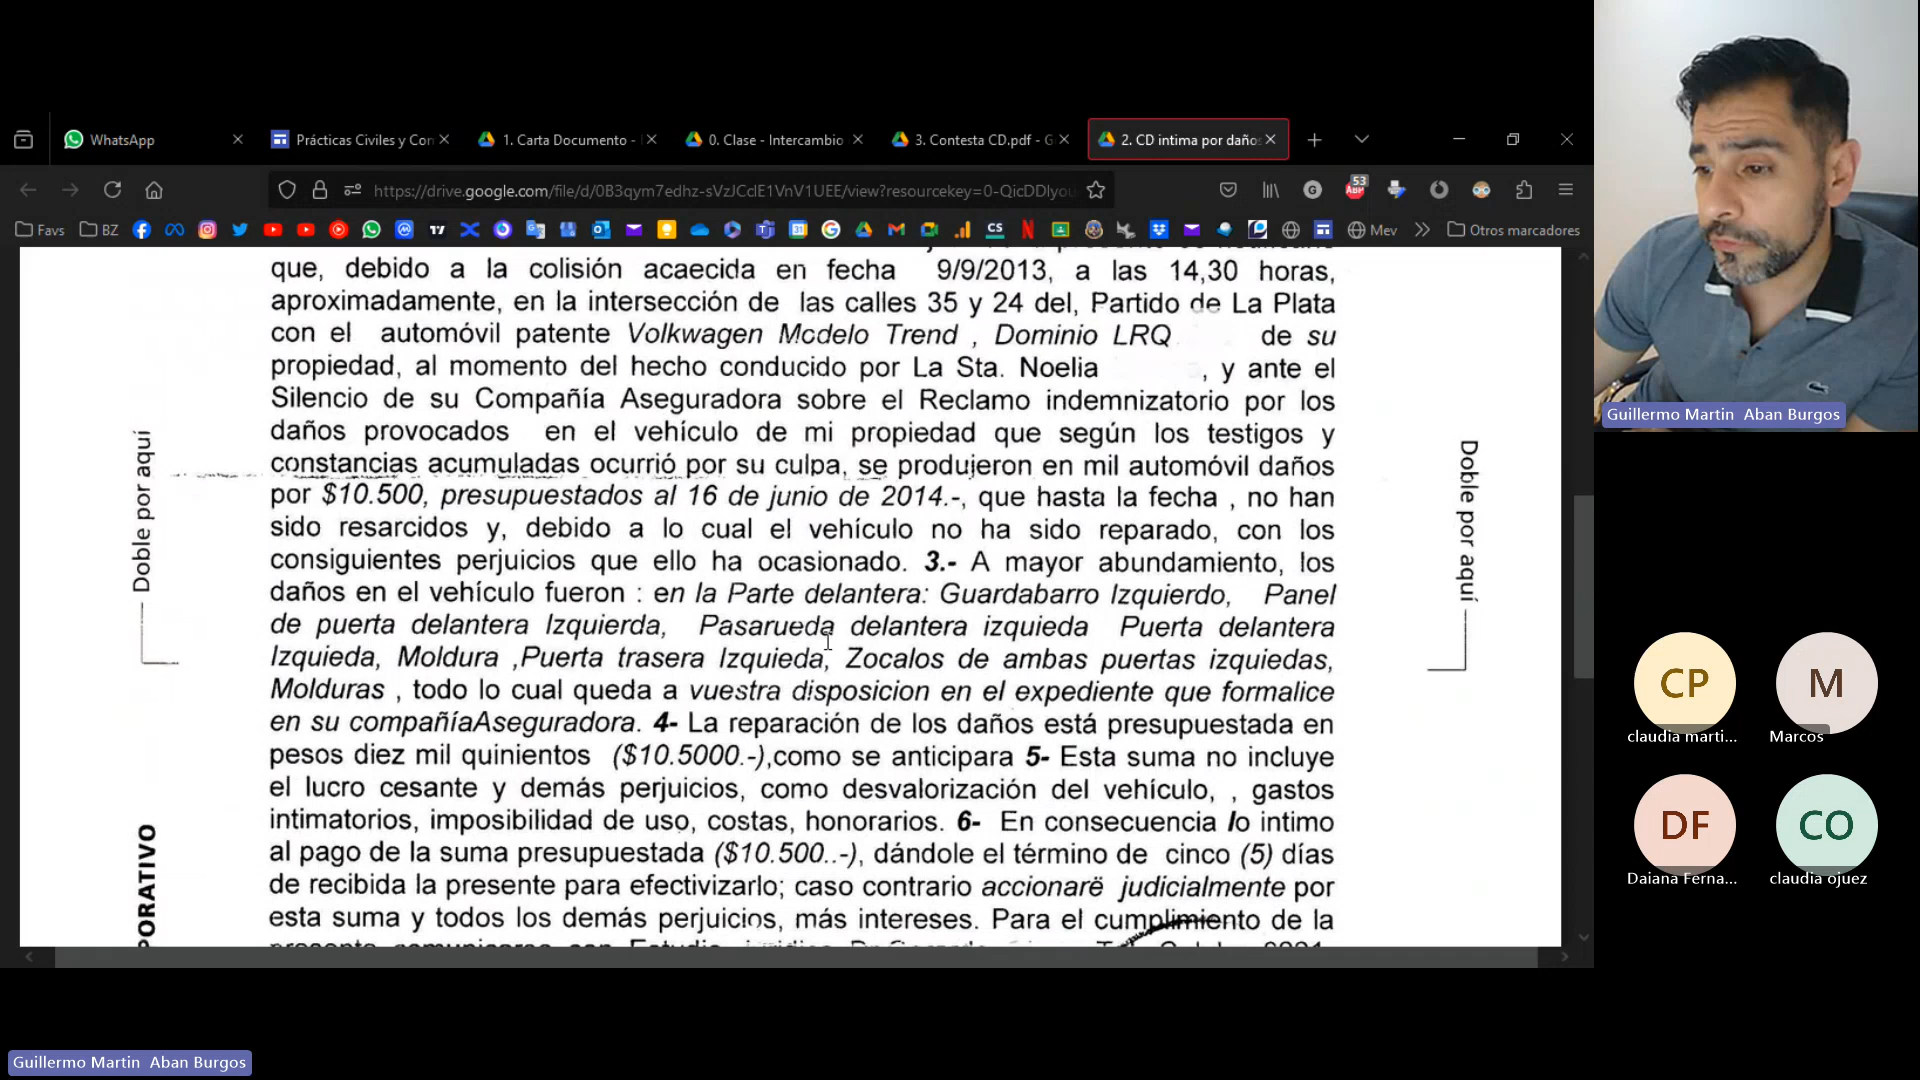 WhatsApp
Prácticas Civiles y Con
1. Carta Documento -
0. Clase - Intercambio
3. Contesta CD.pdf - G
2. CD intima por daños
https://drive.google.com/file/d/0B3qym7edhz-sVzJCclE1VnV1UEE/view?resourcekey=0-QicDDlyou
53
Favs
BZ
Mev
Otros marcadores
que, debido a la colisión acaecida en fecha 9/9/2013, a las 14,30 horas,
aproximadamente, en la intersección de las calles 35 y 24 del, Partido de La Plata
con el automóvil patente Volkwagen Modelo Trend , Dominio LRQ de su
propiedad, al momento del hecho conducido por La Sta. Noelia , y ante el
Silencio de su Compañía Aseguradora sobre el Reclamo indemnizatorio por los
daños provocados en el vehículo de mi propiedad que según los testigos y
constancias acumuladas ocurrió por su culpa, se produjeron en mil automóvil daños
por $10.500, presupuestados al 16 de junio de 2014.-, que hasta la fecha , no han
sido resarcidos y, debido a lo cual el vehículo no ha sido reparado, con los
consiguientes perjuicios que ello ha ocasionado. 3.- A mayor abundamiento, los
daños en el vehículo fueron : en la Parte delantera: Guardabarro Izquierdo, Panel
de puerta delantera Izquierda, Pasarueda delantera izquieda Puerta delantera
Izquieda, Moldura ,Puerta trasera Izquieda, Zocalos de ambas puertas izquiedas,
Molduras , todo lo cual queda a vuestra disposicion en el expediente que formalice
en su compañíaAseguradora. 4- La reparación de los daños está presupuestada en
pesos diez mil quinientos ($10.5000.-),como se anticipara 5- Esta suma no incluye
el lucro cesante y demás perjuicios, como desvalorización del vehículo, , gastos
intimatorios, imposibilidad de uso, costas, honorarios. 6- En consecuencia lo intimo
al pago de la suma presupuestada ($10.500..-), dándole el término de cinco (5) días
de recibida la presente para efectivizarlo; caso contrario accionarë judicialmente por
esta suma y todos los demás perjuicios, más intereses. Para el cumplimiento de la
Doble por aquí
PORATIVO
Doble por aquí
Guillermo Martin Aban Burgos
CP
claudia marti...
M
Marcos
DF
Daiana Ferna...
CO
claudia ojuez
Guillermo Martin Aban Burgos